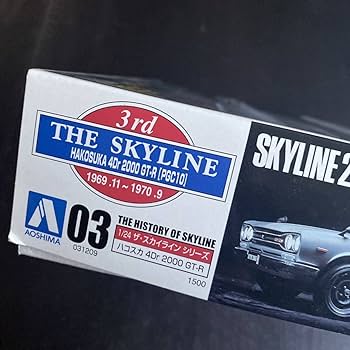 3rd
THE SKYLINE
HAKOSUKA 4Dr 2000 GT-R [PGC10]
1969 .11~1970 .9
AOSHIMA
03
031209
THE HISTORY OF SKYLINE
1/24 ザ・スカイライン シリーズ
ハコスカ 4Dr 2000 GT-R
1500
SKYLINE 2